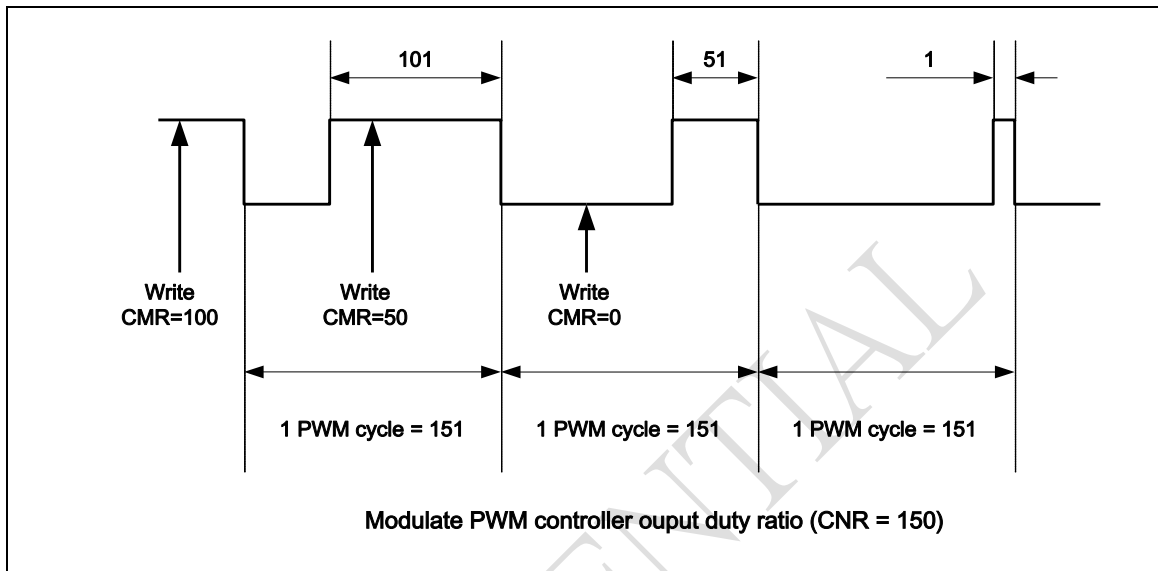 101
51
1
Write
CMR=100
Write
CMR=50
Write
CMR=0
1 PWM cycle = 151
1 PWM cycle = 151
1 PWM cycle = 151
Modulate PWM controller ouput duty ratio (CNR = 150)
ENTIAL